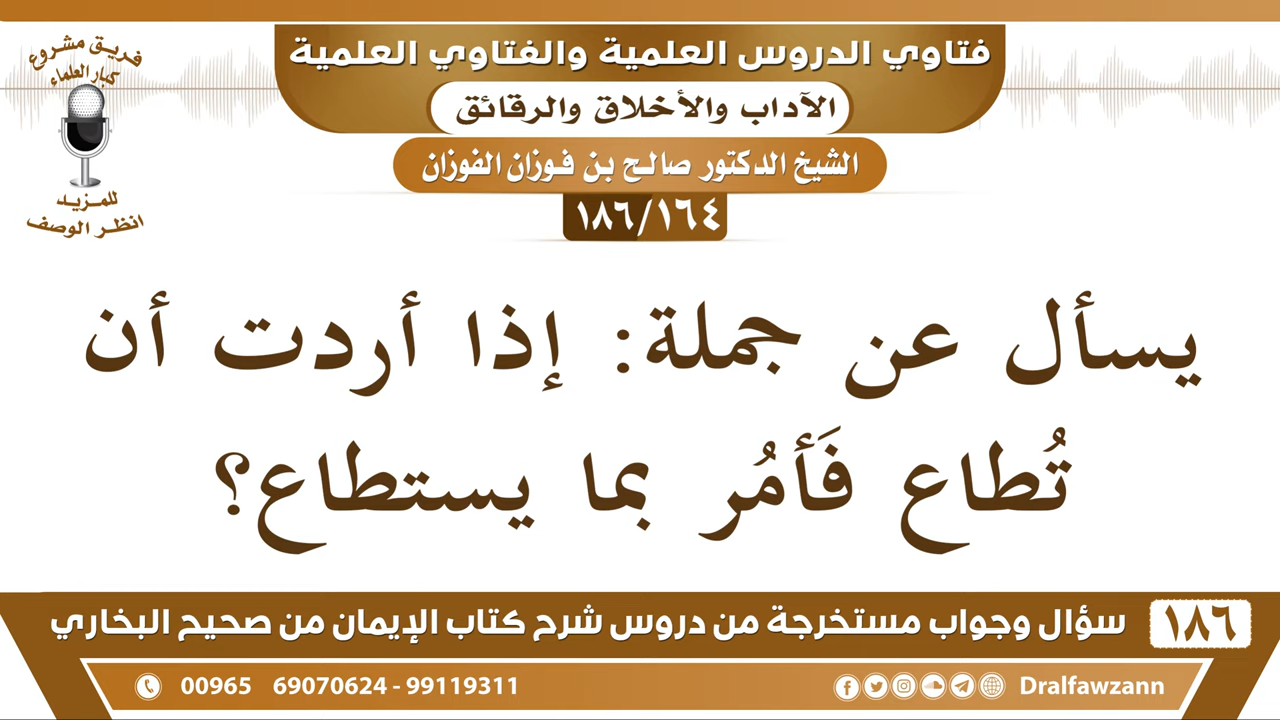 فتاوي الدروس العلمية والفتاوي العلمية
الآداب والأخلاق والرقائق
الشيخ الدكتور صالح بن فوزان الفوزان
١٨٦/١٦٤
فريق مشروع
كبار العلماء
للمزيد
انظر الوصف
يسأل عن جملة: إذا أردت أن
تُطاع فَأمُر بما يستطاع؟
١٨٦ سؤال وجواب مستخرجة من دروس شرح كتاب الإيمان من صحيح البخاري
00965 69070624 - 99119311
Dralfawzann